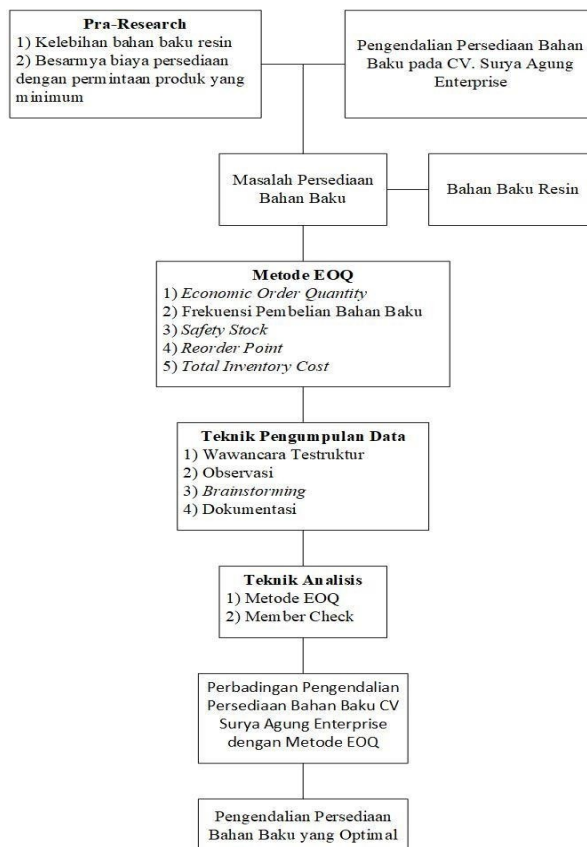 Pra-Research
1) Kelebihan bahan baku resin
2) Besarmya biaya persediaan
dengan permintaan produk yang
minimum
Pengendalian Persediaan Bahan
Baku pada CV. Surya Agung
Enterprise
Masalah Persediaan
Bahan Baku
Bahan Baku Resin
Metode EOQ
1) Economic Order Quantity
2) Frekuensi Pembelian Bahan Baku
3) Safety Stock
4) Reorder Point
5) Total Inventory Cost
Teknik Pengumpulan Data
1) Wawancara Testruktur
2) Observasi
3) Brainstorming
4) Dokumentasi
Teknik Analisis
1) Metode EOQ
2) Member Check
Perbadingan Pengendalian
Persediaan Bahan Baku CV
Surya Agung Enterprise
dengan Metode EOQ
Pengendalian Persediaan
Bahan Baku yang Optimal